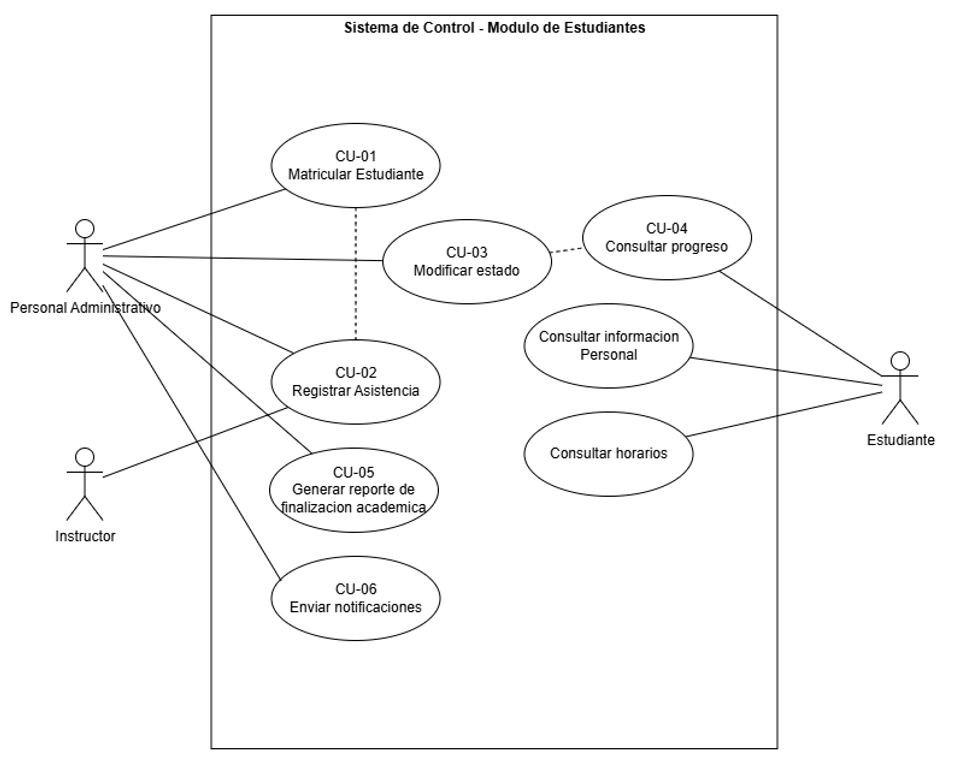 Sistema de Control - Modulo de Estudiantes
CU-01
Matricular Estudiante
CU-03
Modificar estado
CU-04
Consultar progreso
Personal Administrativo
Consultar informacion
Personal
CU-02
Registrar Asistencia
Estudiante
Consultar horarios
CU-05
Generar reporte de
finalizacion academica
Instructor
CU-06
Enviar notificaciones